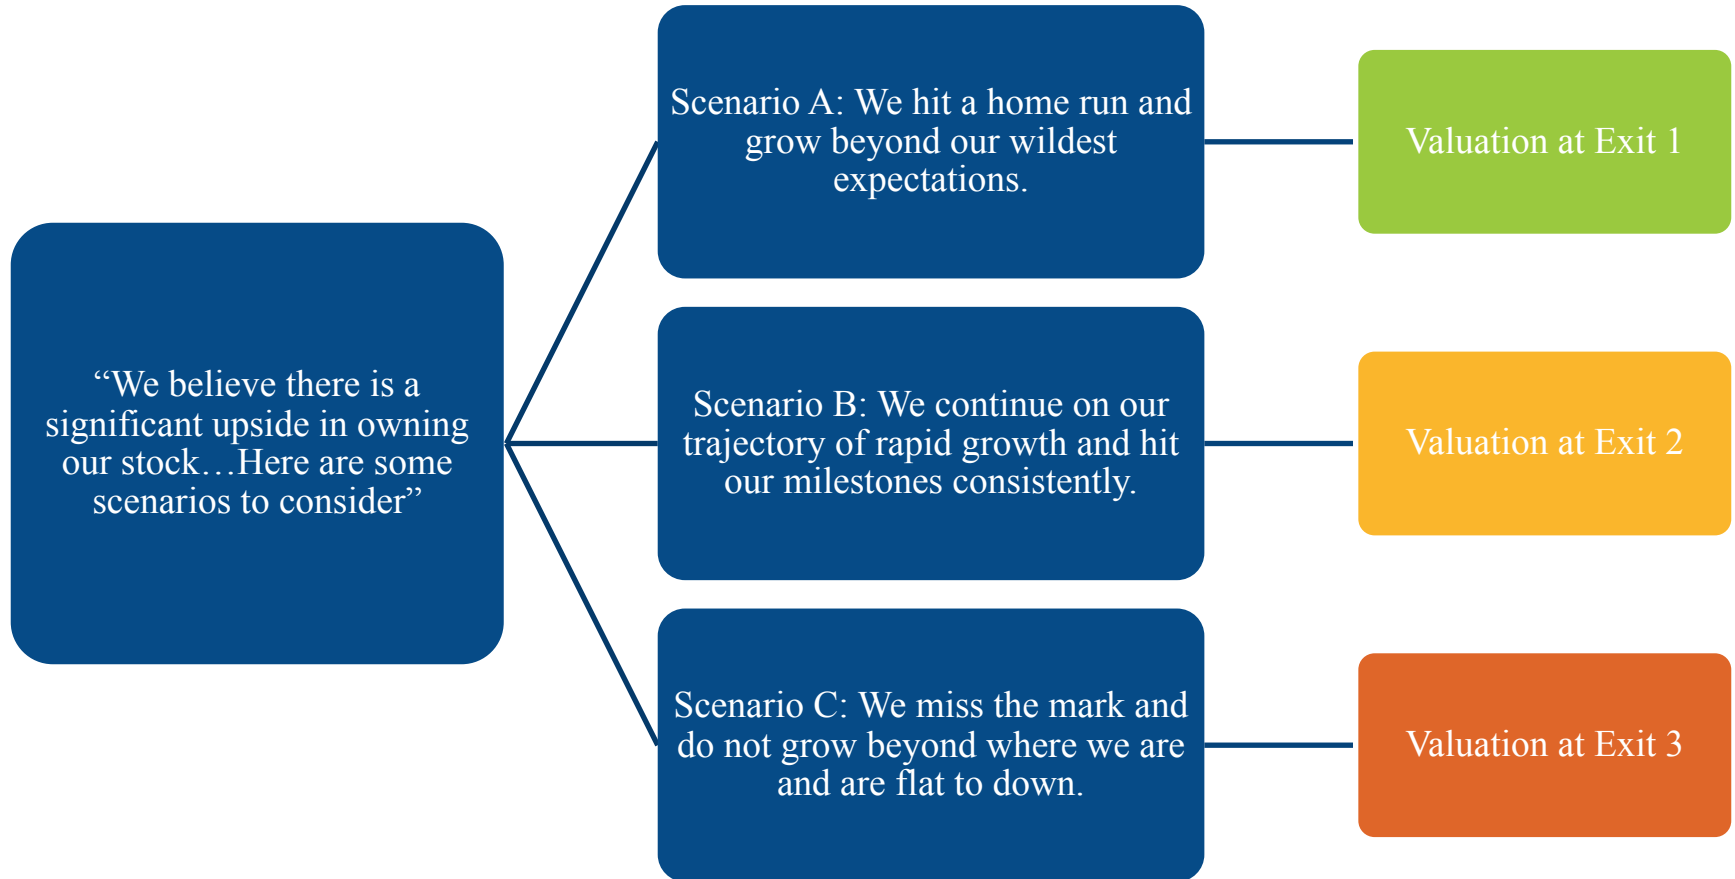 Scenario A: We hit a home run and
grow beyond our wildest
expectations.
Valuation at Exit 1
“We believe there is a
significant upside in owning
our stock…Here are some
scenarios to consider”
Scenario B: We continue on our
trajectory of rapid growth and hit
our milestones consistently.
Valuation at Exit 2
Scenario C: We miss the mark and
do not grow beyond where we are
and are flat to down.
Valuation at Exit 3